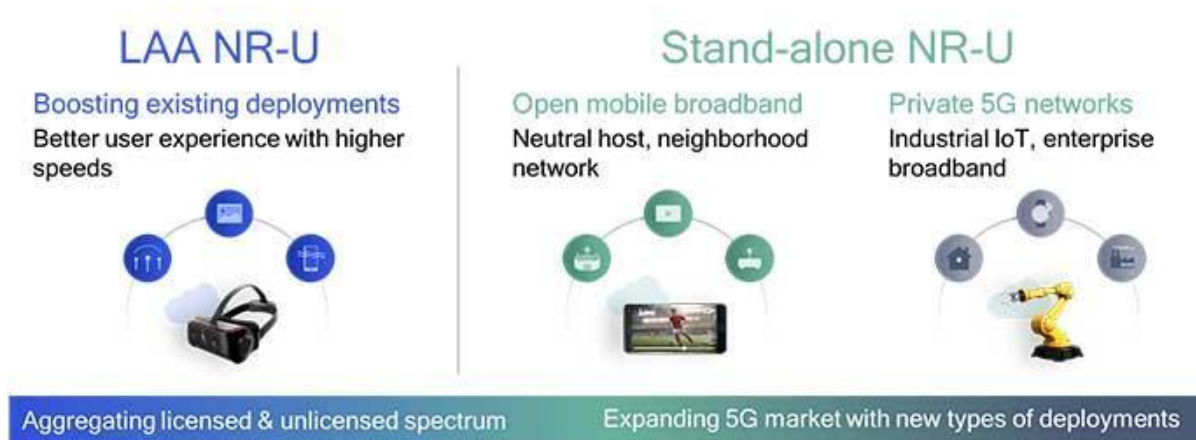 LAA NR-U
Boosting existing deployments
Better user experience with higher
speeds
Stand-alone NR-U
Open mobile broadband
Neutral host, neighborhood
network
Private 5G networks
Industrial IoT, enterprise
broadband
Aggregating licensed & unlicensed spectrum
Expanding 5G market with new types of deployments